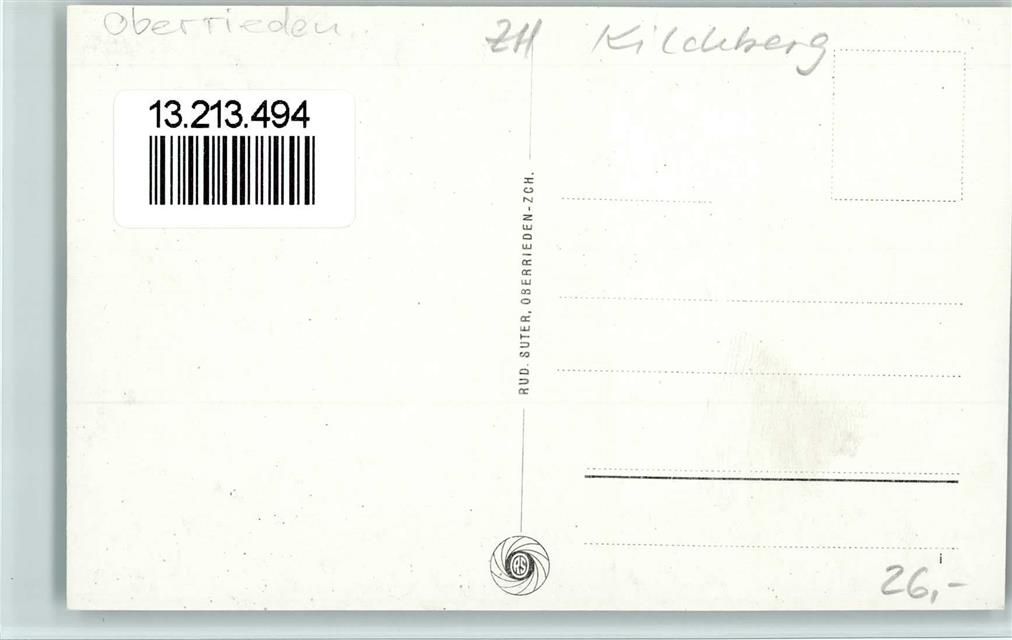 Oberrieden
ZH Kilchberg
13.213.494
RUD. SUTER, OBERRIEDEN-ZCH.
RS
i
26,-